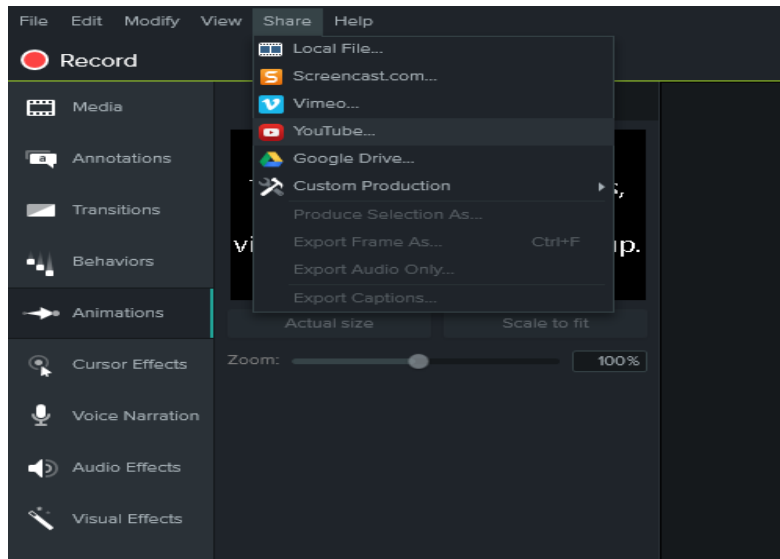 File Edit Modify View Share Help
Record
Local File...
Screencast.com...
Vimeo...
YouTube...
Google Drive...
Custom Production
Produce Selection As...
Export Frame As... Ctrl+F
Export Audio Only...
Export Captions...
Media
Annotations
Transitions
Behaviors
Animations
Cursor Effects
Voice Narration
Audio Effects
Visual Effects
Actual size Scale to fit
Zoom: 100%